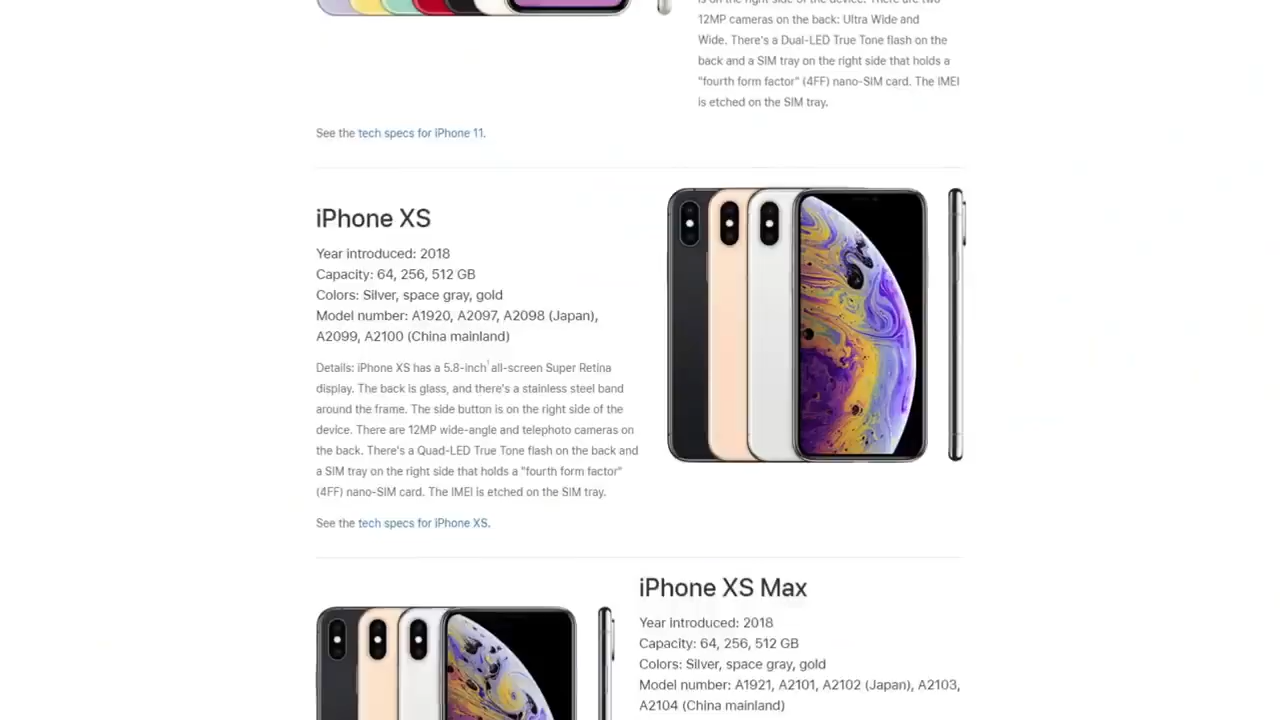 is on the right side of the device. There are two
12MP cameras on the back: Ultra Wide and
Wide. There's a Dual-LED True Tone flash on the
back and a SIM tray on the right side that holds a
"fourth form factor" (4FF) nano-SIM card. The IMEI
is etched on the SIM tray.
See the tech specs for iPhone 11.
iPhone XS
Year introduced: 2018
Capacity: 64, 256, 512 GB
Colors: Silver, space gray, gold
Model number: A1920, A2097, A2098 (Japan),
A2099, A2100 (China mainland)
Details: iPhone XS has a 5.8-inch¹ all-screen Super Retina
display. The back is glass, and there's a stainless steel band
around the frame. The side button is on the right side of the
device. There are 12MP wide-angle and telephoto cameras on
the back. There's a Quad-LED True Tone flash on the back and
a SIM tray on the right side that holds a "fourth form factor"
(4FF) nano-SIM card. The IMEI is etched on the SIM tray.
See the tech specs for iPhone XS.
iPhone XS Max
Year introduced: 2018
Capacity: 64, 256, 512 GB
Colors: Silver, space gray, gold
Model number: A1921, A2101, A2102 (Japan), A2103,
A2104 (China mainland)